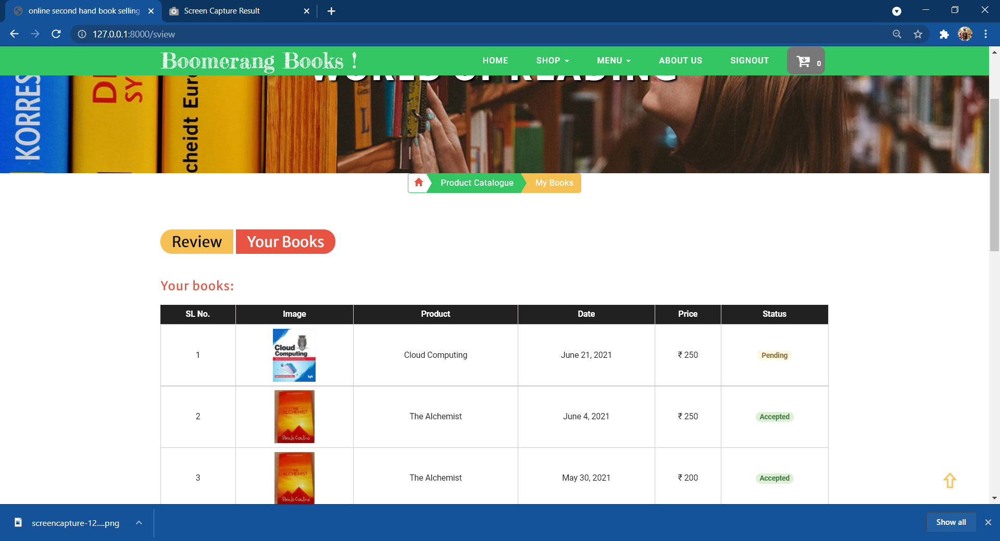 online second hand book selling
Screen Capture Result
127.0.0.1:8000/sview
Boomerang Books !
HOME
SHOP
MENU
ABOUT US
SIGNOUT
0
WORLD OF READING
KORRES
SY
cheidt Euro
L
Product Catalogue
My Books
Review
Your Books
Your books:
SL No. Image Product Date Price Status
Cloud
Computing
1 Cloud Computing June 21, 2021 ₹ 250 Pending
THE
ALCHEMIST
Paulo Coelho
2 The Alchemist June 4, 2021 ₹ 250 Accepted
THE
ALCHEMIST
Paulo Coelho
3 The Alchemist May 30, 2021 ₹ 200 Accepted
screencapture-12....png
Show all